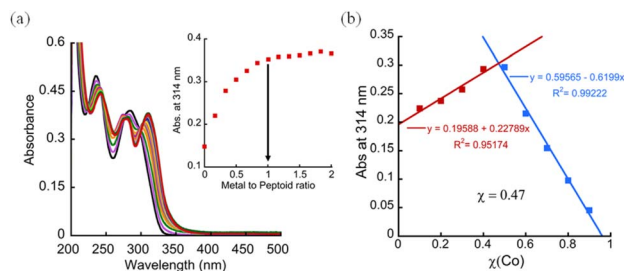 (a)
0.6
0.45
0.3
0.15
0
Absorbance
200 250 300 350 400 450 500
Wavelength (nm)
0.4
0.3
0.2
0.1
Abs. at 314 nm
0 0.5 1 1.5 2
Metal to Peptoid ratio
(b)
0.35
0.3
0.25
0.2
0.15
0.1
0.05
0
Abs at 314 nm
y = 0.59565 - 0.6199x
R²= 0.99222
y = 0.19588 + 0.22789x
R²= 0.95174
χ = 0.47
0 0.2 0.4 0.6 0.8 1
χ(Co)